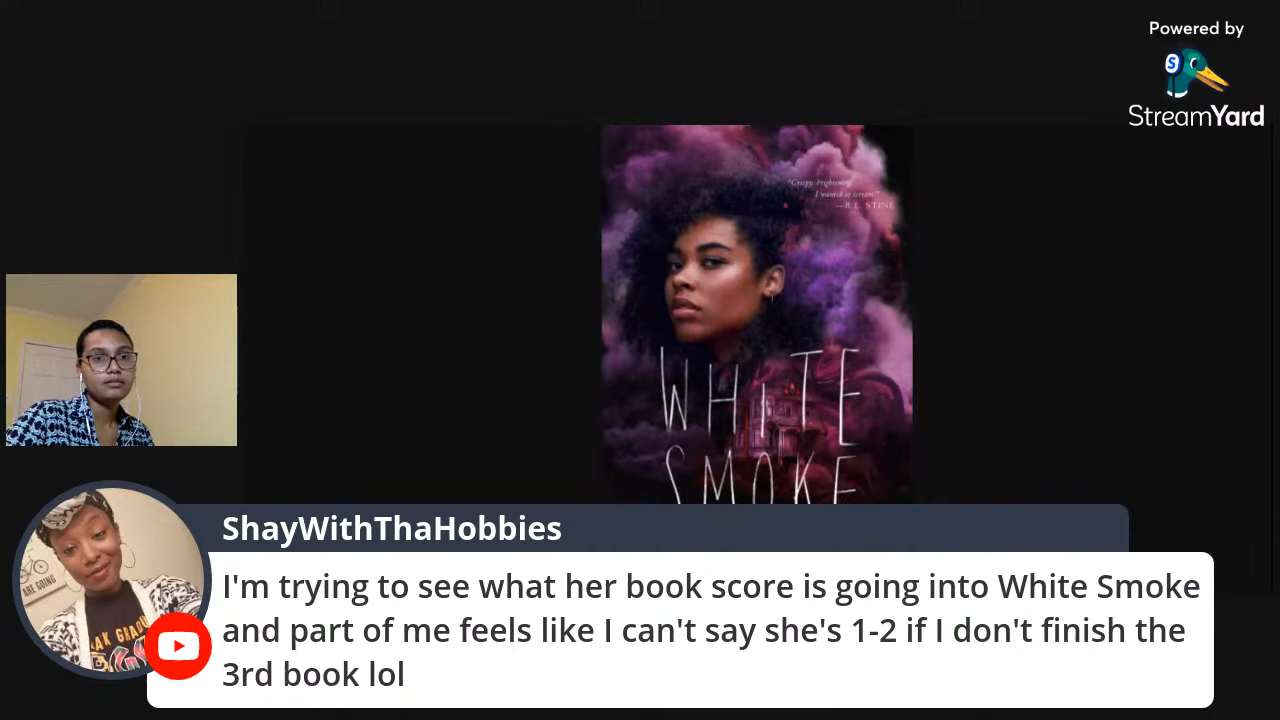 Powered by
S
StreamYard
"Creepy. Frightening.
I wanted to scream!"
—R.L. STINE
WHITE
SMOKE
ShayWithThaHobbies
I'm trying to see what her book score is going into White Smoke
and part of me feels like I can't say she's 1-2 if I don't finish the
3rd book lol
ARE GOING